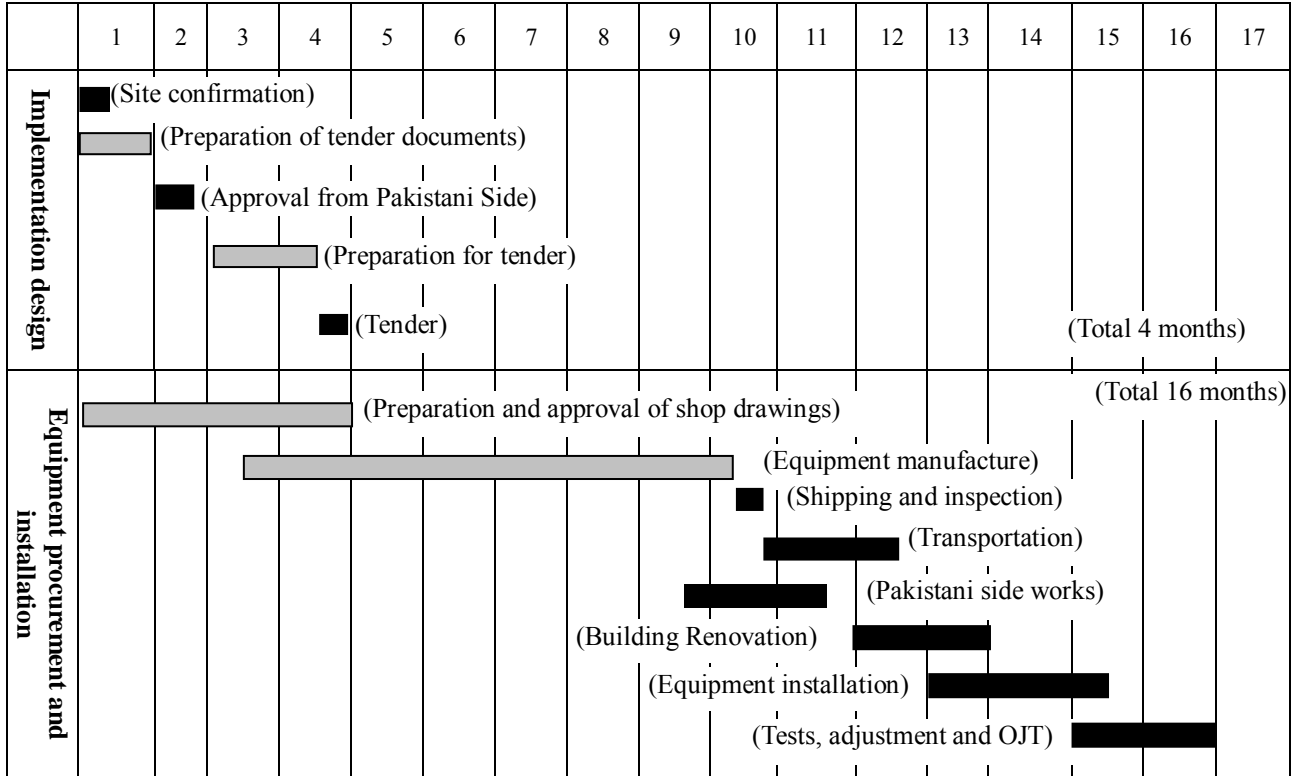 1 2 3 4 5 6 7 8 9 10 11 12 13 14 15 16 17
Implementation design
(Site confirmation)
(Preparation of tender documents)
(Approval from Pakistani Side)
(Preparation for tender)
(Tender)
(Total 4 months)
Equipment procurement and
installation
(Total 16 months)
(Preparation and approval of shop drawings)
(Equipment manufacture)
(Shipping and inspection)
(Transportation)
(Pakistani side works)
(Building Renovation)
(Equipment installation)
(Tests, adjustment and OJT)